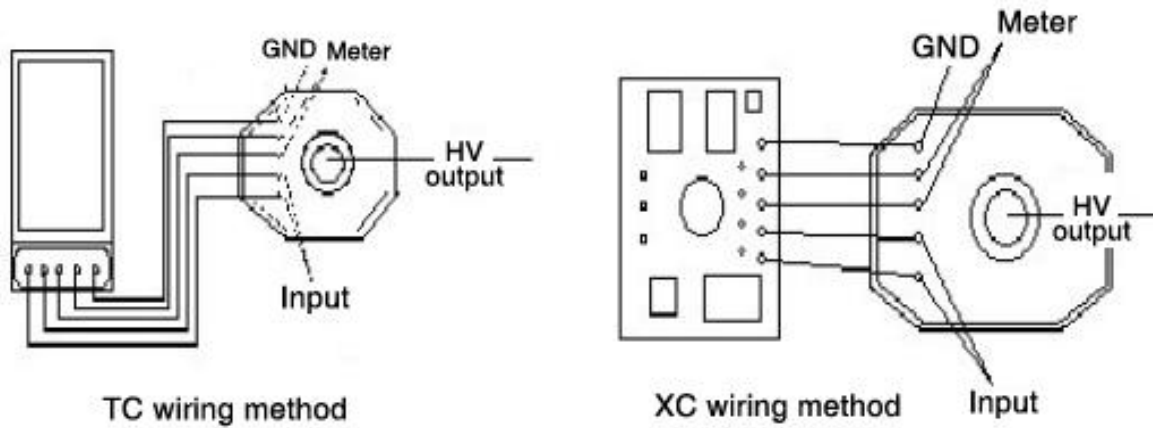 GND Meter
HV
output
Input
TC wiring method
Meter
GND
HV
output
XC wiring method
Input